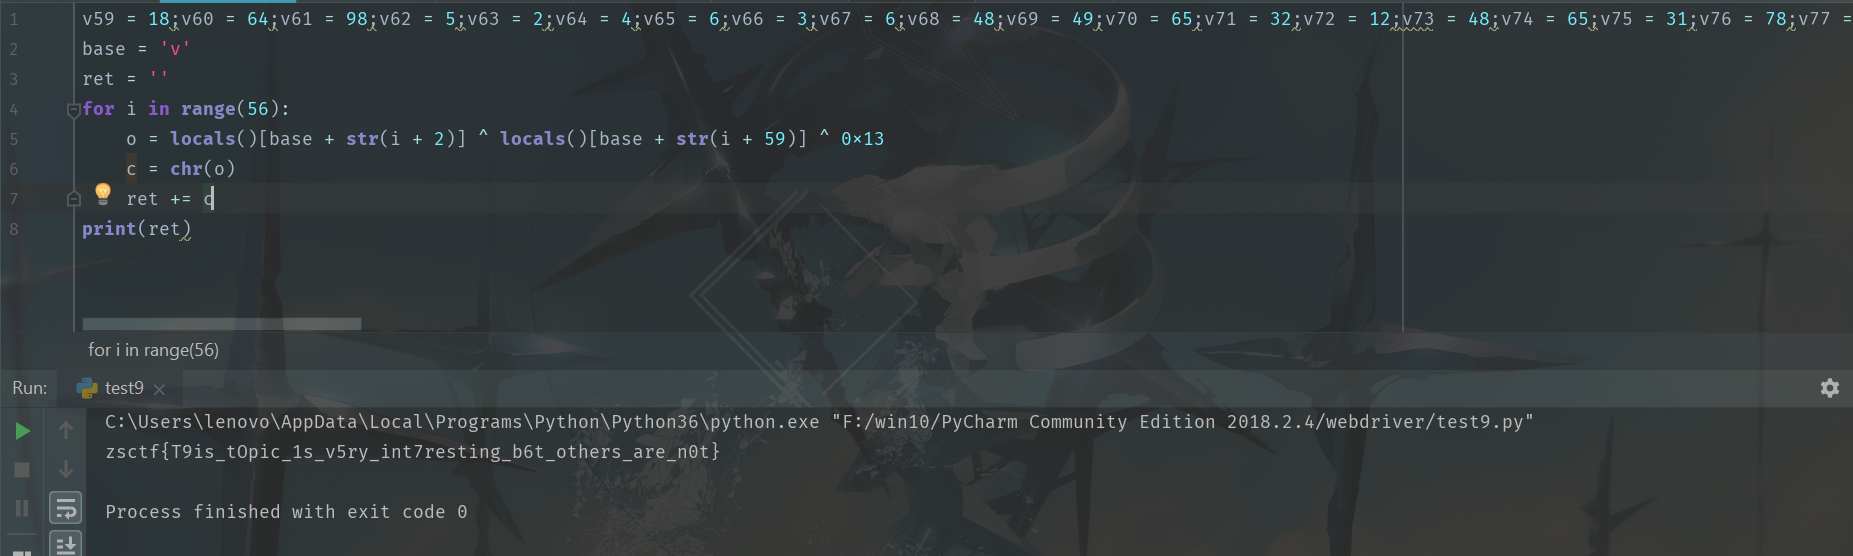 1 v59 = 18;v60 = 64;v61 = 98;v62 = 5;v63 = 2;v64 = 4;v65 = 6;v66 = 3;v67 = 6;v68 = 48;v69 = 49;v70 = 65;v71 = 32;v72 = 12;v73 = 48;v74 = 65;v75 = 31;v76 = 78;v77 =
2 base = 'v'
3 ret = ''
4 for i in range(56):
5 o = locals()[base + str(i + 2)] ^ locals()[base + str(i + 59)] ^ 0×13
6 c = chr(o)
7 ret += c
8 print(ret)
for i in range(56)
Run: test9
C:\Users\lenovo\AppData\Local\Programs\Python\Python36\python.exe "F:/win10/PyCharm Community Edition 2018.2.4/webdriver/test9.py"
zsctf{T9is_tOpic_1s_v5ry_int7resting_b6t_others_are_n0t}
Process finished with exit code 0